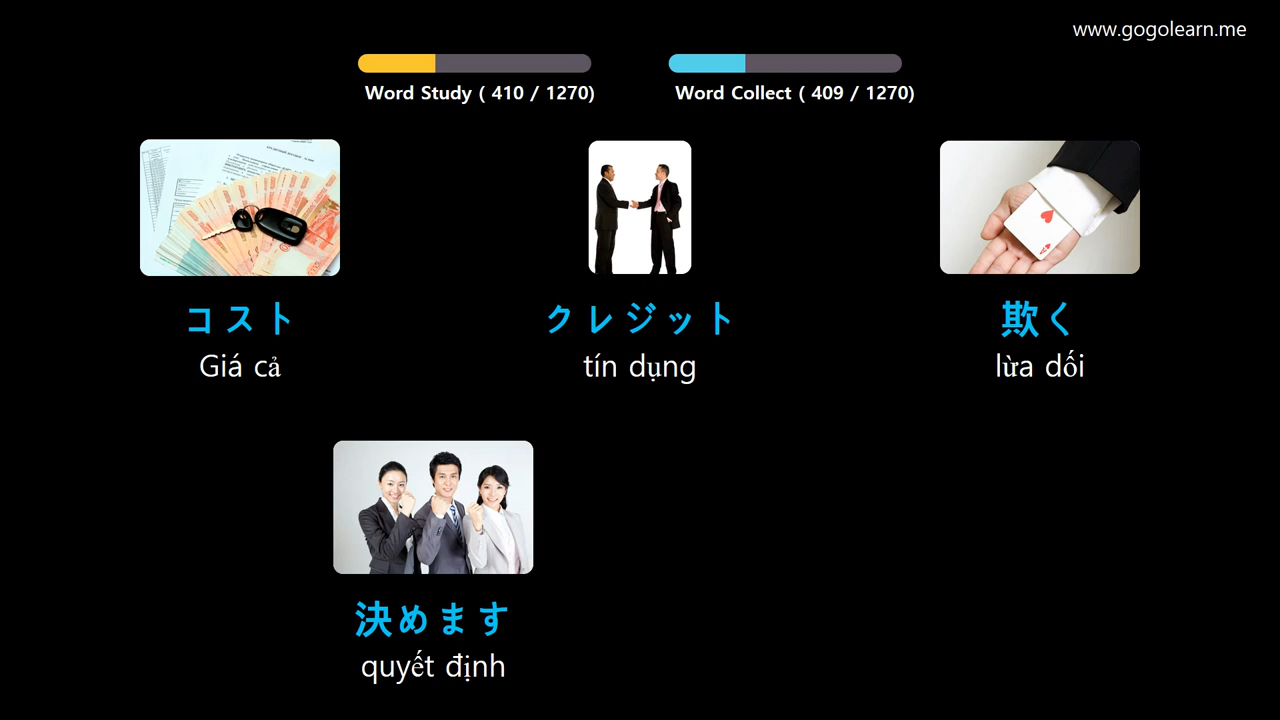 www.gogolearn.me
Word Study ( 410 / 1270)
Word Collect ( 409 / 1270)
コスト
Giá cả
クレジット
tín dụng
欺く
lừa dối
決めます
quyết định